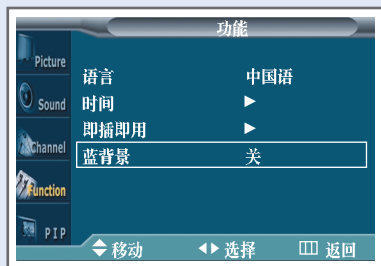 功能
Picture
Sound
Channel
Function
PIP
语言 中国语
时间 ▶
即插即用 ▶
蓝背景 关
移动 选择 返回